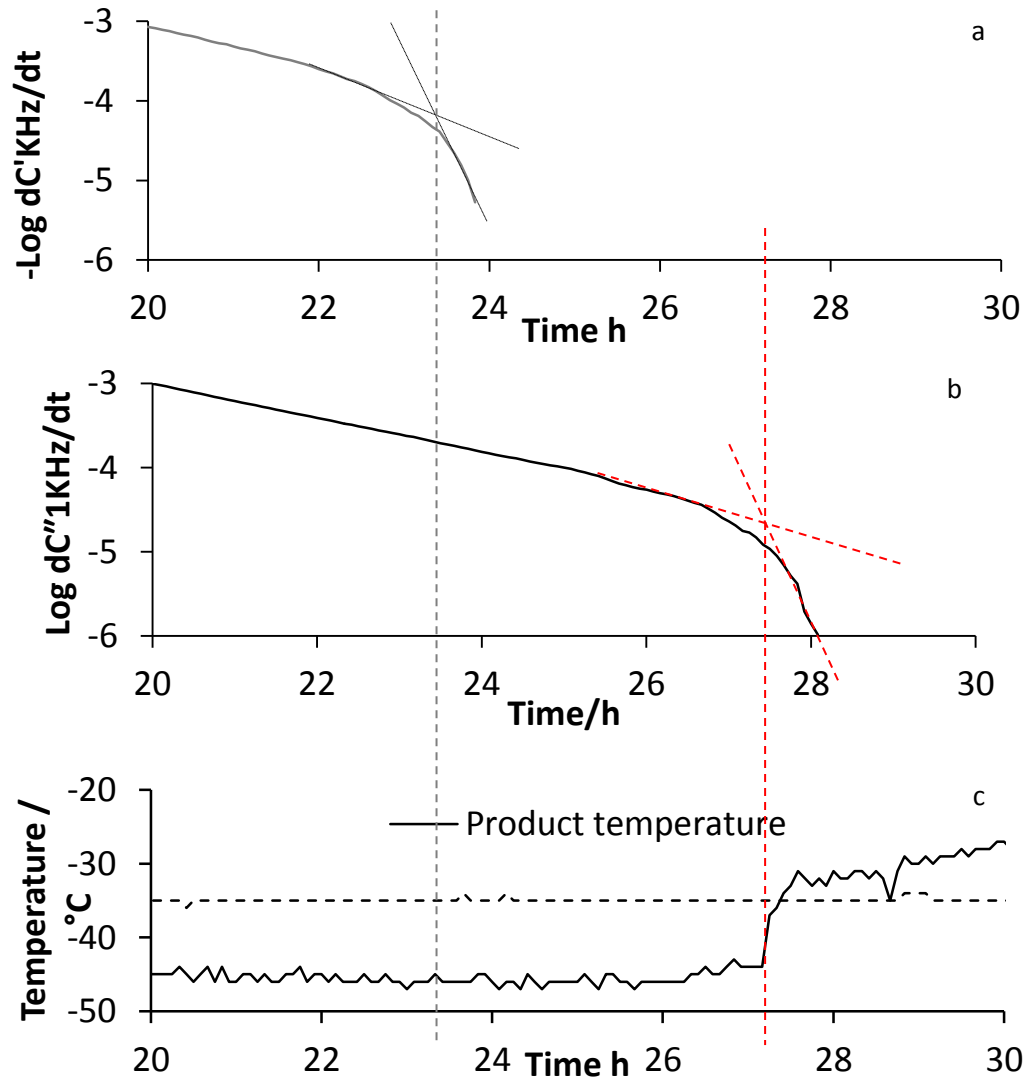 a
-Log dC'KHz/dt
-3
-4
-5
-6
20 22 24 26 28 30
Time h
b
Log dC″1KHz/dt
-3
-4
-5
-6
20 22 24 26 28 30
Time/h
c
Temperature /
°C
Product temperature
-20
-30
-40
-50
20 22 24 26 28 30
Time h